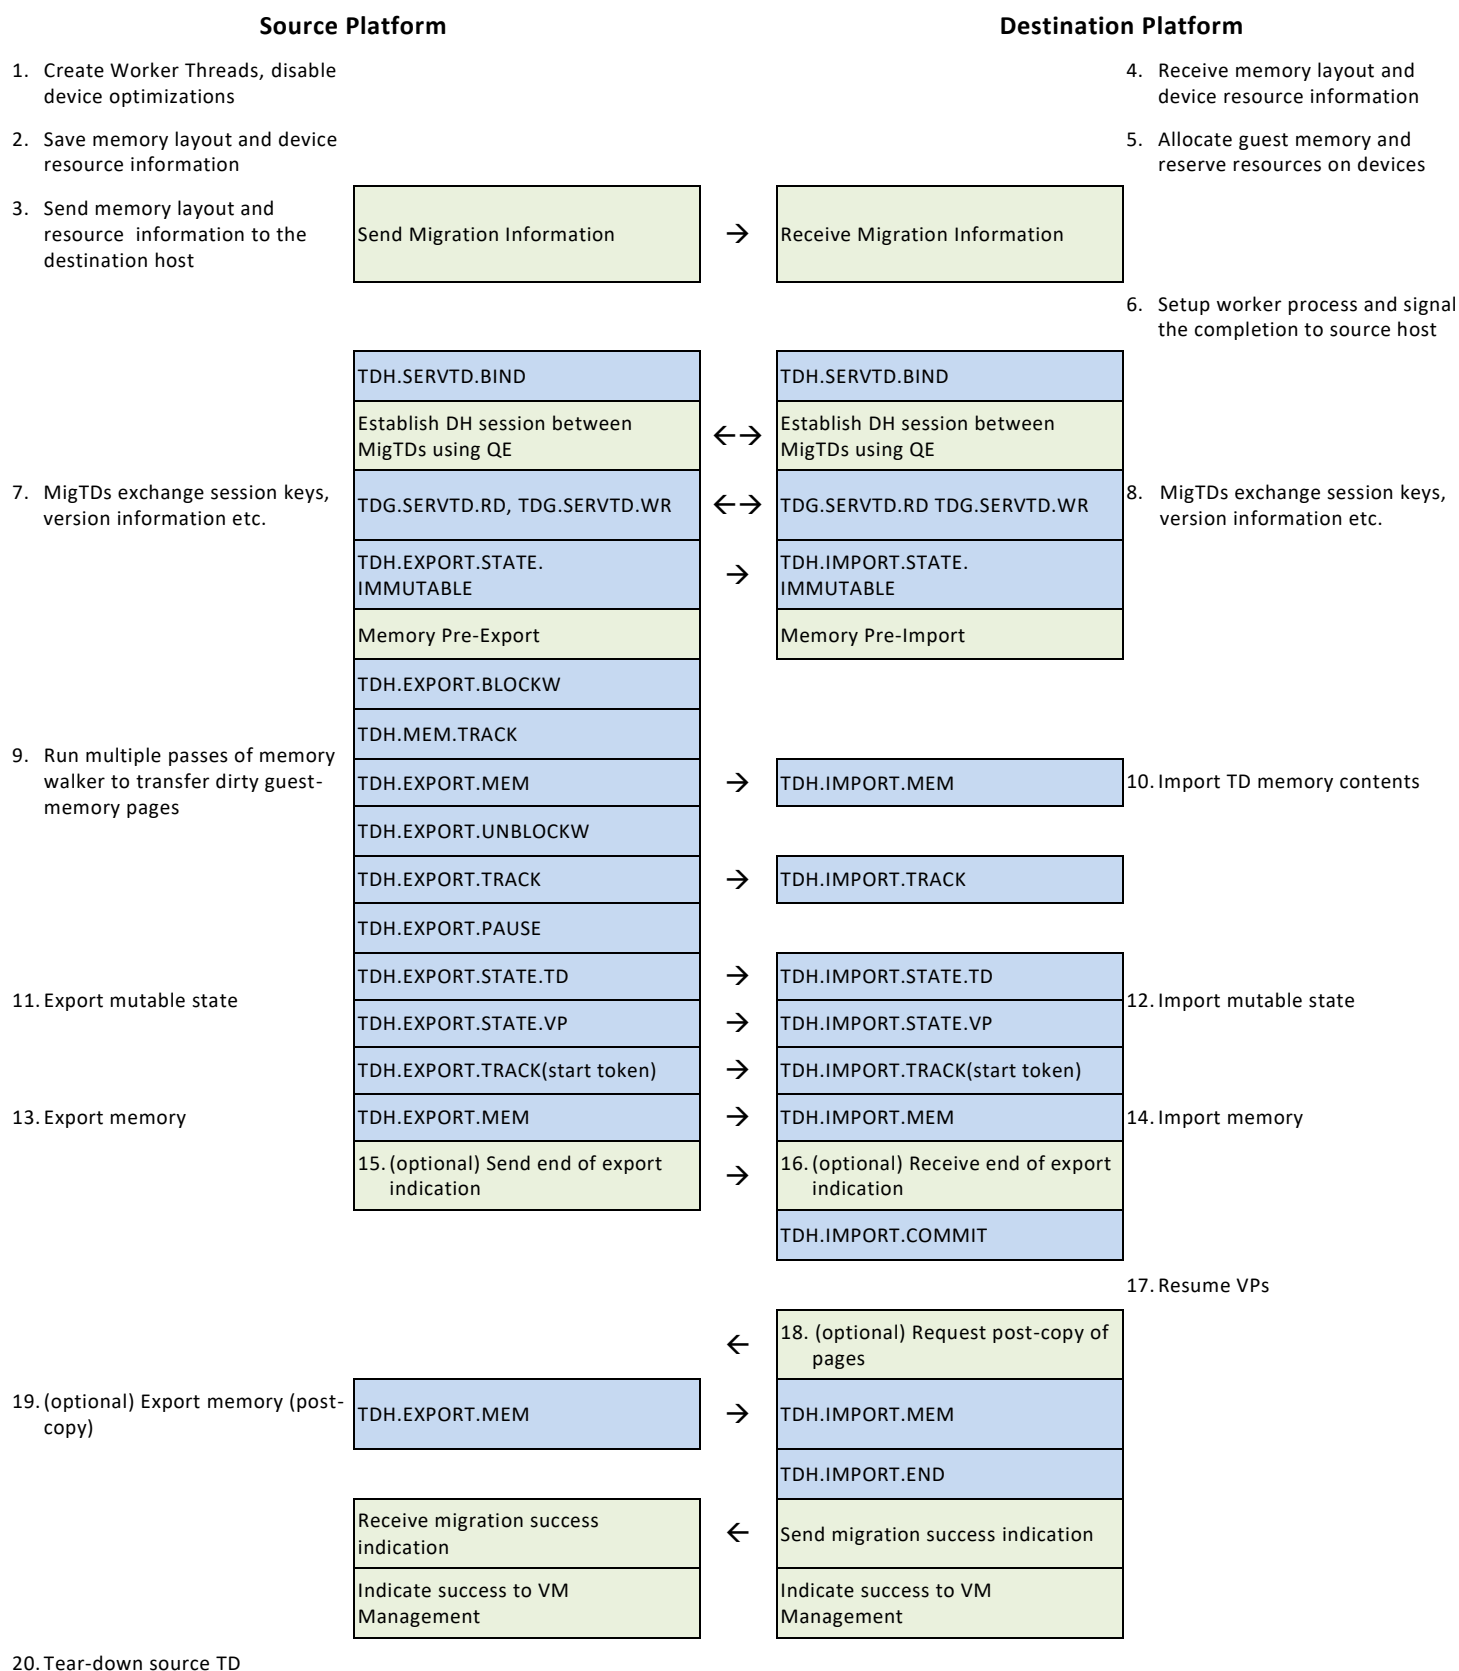 Source Platform
Destination Platform
1. Create Worker Threads, disable
device optimizations
4. Receive memory layout and
device resource information
2. Save memory layout and device
resource information
5. Allocate guest memory and
reserve resources on devices
3. Send memory layout and
resource information to the
destination host
Send Migration Information
→
Receive Migration Information
6. Setup worker process and signal
the completion to source host
TDH.SERVTD.BIND
TDH.SERVTD.BIND
Establish DH session between
MigTDs using QE
←→
Establish DH session between
MigTDs using QE
7. MigTDs exchange session keys,
version information etc.
TDG.SERVTD.RD, TDG.SERVTD.WR
←→
TDG.SERVTD.RD TDG.SERVTD.WR
8. MigTDs exchange session keys,
version information etc.
TDH.EXPORT.STATE.
IMMUTABLE
→
TDH.IMPORT.STATE.
IMMUTABLE
Memory Pre-Export
Memory Pre-Import
TDH.EXPORT.BLOCKW
TDH.MEM.TRACK
9. Run multiple passes of memory
walker to transfer dirty guest-
memory pages
TDH.EXPORT.MEM
→
TDH.IMPORT.MEM
10. Import TD memory contents
TDH.EXPORT.UNBLOCKW
TDH.EXPORT.TRACK
→
TDH.IMPORT.TRACK
TDH.EXPORT.PAUSE
11. Export mutable state
TDH.EXPORT.STATE.TD
→
TDH.IMPORT.STATE.TD
12. Import mutable state
TDH.EXPORT.STATE.VP
→
TDH.IMPORT.STATE.VP
TDH.EXPORT.TRACK(start token)
→
TDH.IMPORT.TRACK(start token)
13. Export memory
TDH.EXPORT.MEM
→
TDH.IMPORT.MEM
14. Import memory
15. (optional) Send end of export
indication
→
16. (optional) Receive end of export
indication
TDH.IMPORT.COMMIT
17. Resume VPs
←
18. (optional) Request post-copy of
pages
19. (optional) Export memory (post-
copy)
TDH.EXPORT.MEM
→
TDH.IMPORT.MEM
TDH.IMPORT.END
Receive migration success
indication
←
Send migration success indication
Indicate success to VM
Management
Indicate success to VM
Management
20. Tear-down source TD